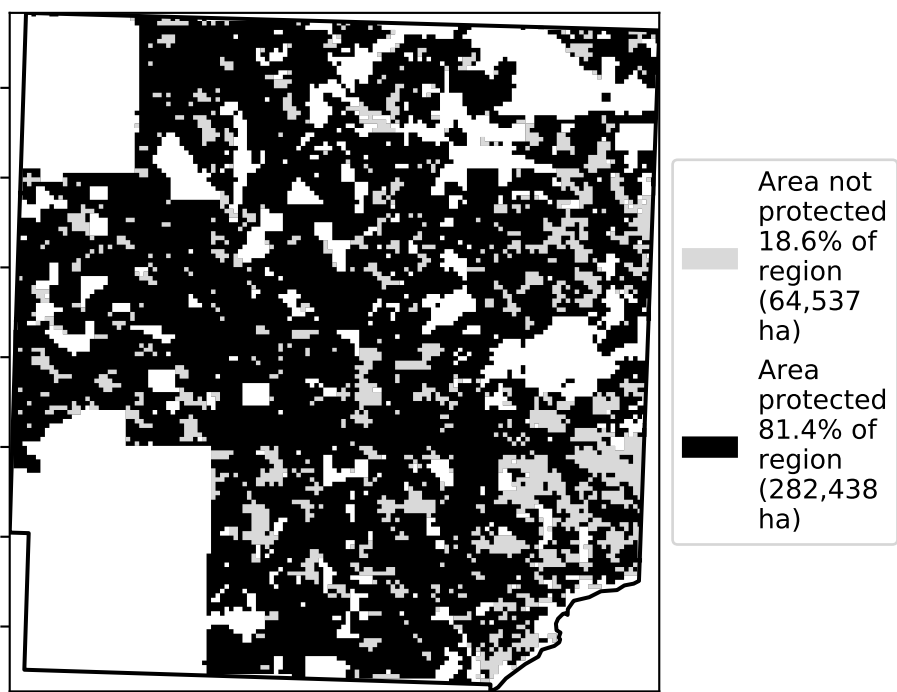 Area not
protected
18.6% of
region
(64,537
ha)
Area
protected
81.4% of
region
(282,438
ha)